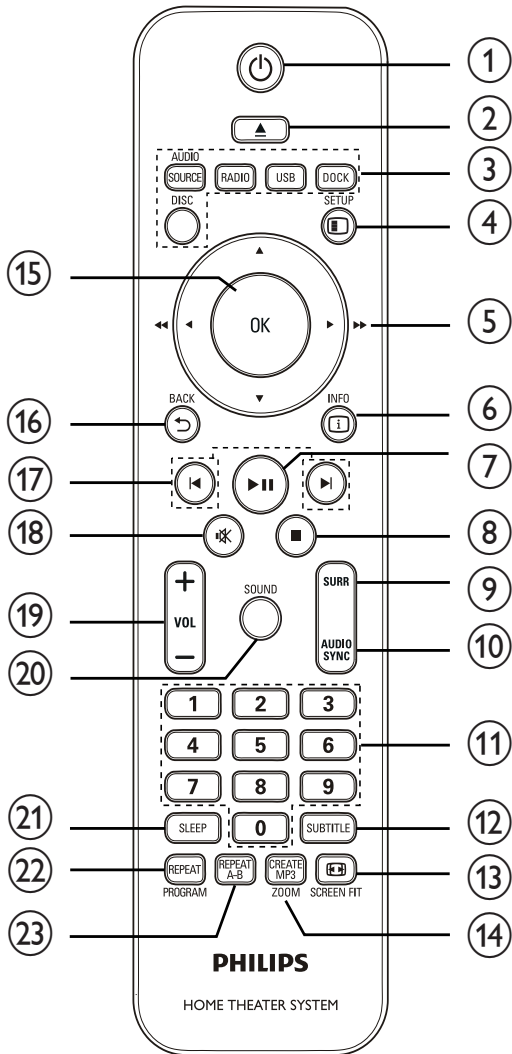 1
2
AUDIO
SOURCE RADIO USB DOCK
3
DISC
SETUP
4
15
OK
5
BACK
INFO
i
16
6
17
7
18
8
+
VOL
−
SURR
AUDIO
SYNC
SOUND
19
9
20
10
1 2 3
4 5 6
11
7 8 9
21
SLEEP
0
SUBTITLE
12
22
REPEAT
PROGRAM
REPEAT
A-B
CREATE
MP3
ZOOM
SCREEN FIT
13
23
14
PHILIPS
HOME THEATER SYSTEM